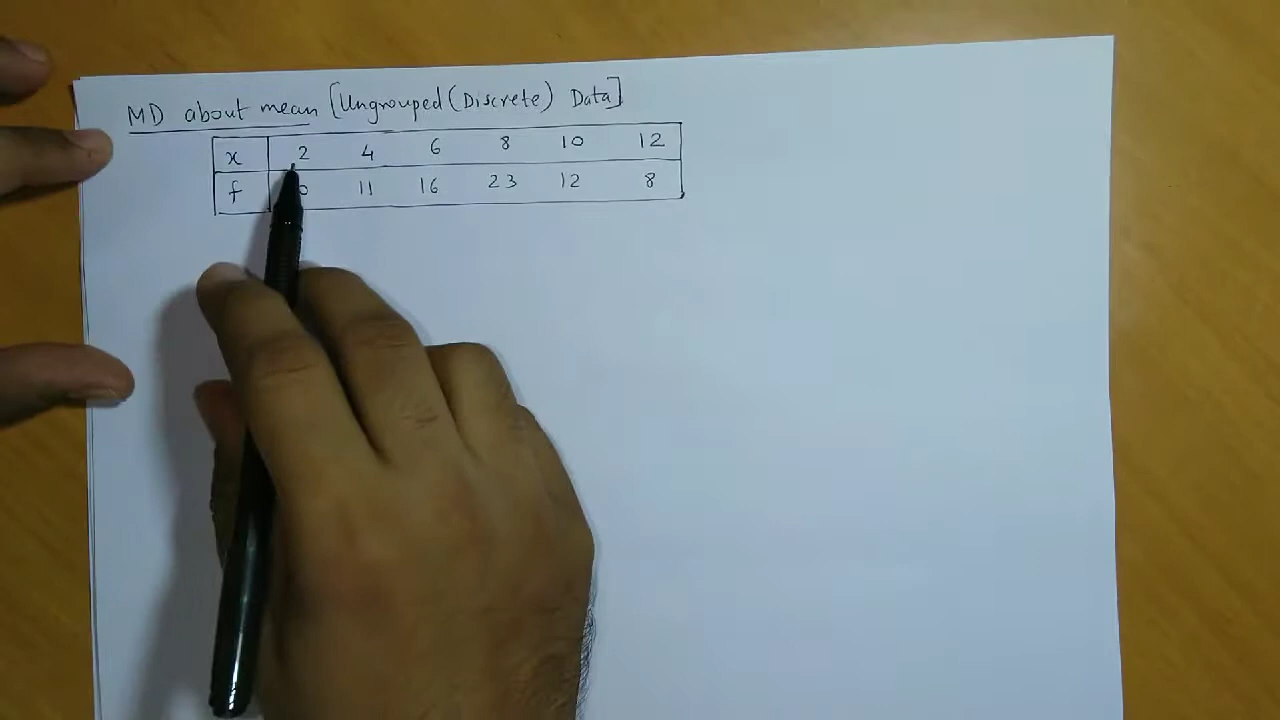 MD about mean [Ungrouped (Discrete) Data]
x 2 4 6 8 10 12
f 11 16 23 12 8